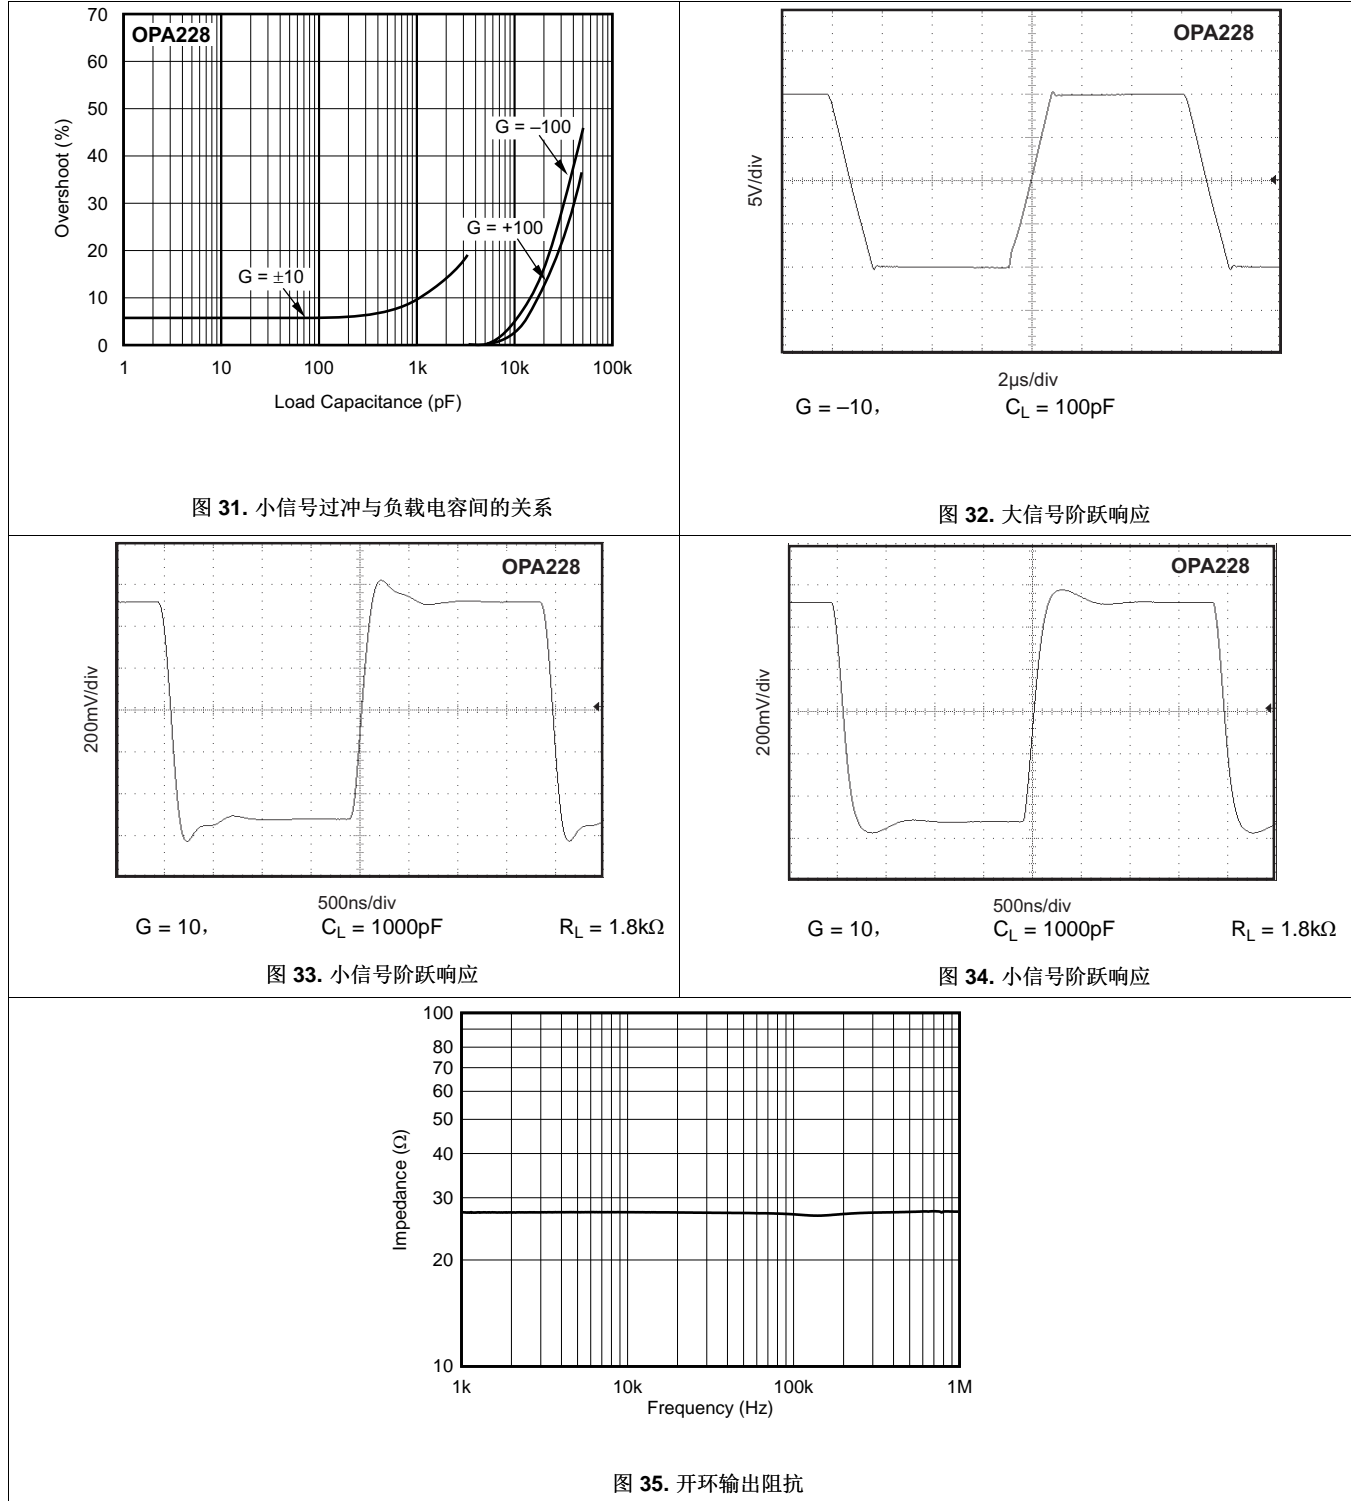 OPA228
70
60
50
40
30
20
10
0
Overshoot (%)
G = –100
G = +100
G = ±10
1 10 100 1k 10k 100k
Load Capacitance (pF)
图 31. 小信号过冲与负载电容间的关系
OPA228
5V/div
2µs/div
G = –10， CL = 100pF
图 32. 大信号阶跃响应
OPA228
200mV/div
500ns/div
G = 10， CL = 1000pF RL = 1.8kΩ
图 33. 小信号阶跃响应
OPA228
200mV/div
500ns/div
G = 10， CL = 1000pF RL = 1.8kΩ
图 34. 小信号阶跃响应
100
80
70
60
50
40
30
20
10
Impedance (Ω)
1k 10k 100k 1M
Frequency (Hz)
图 35. 开环输出阻抗